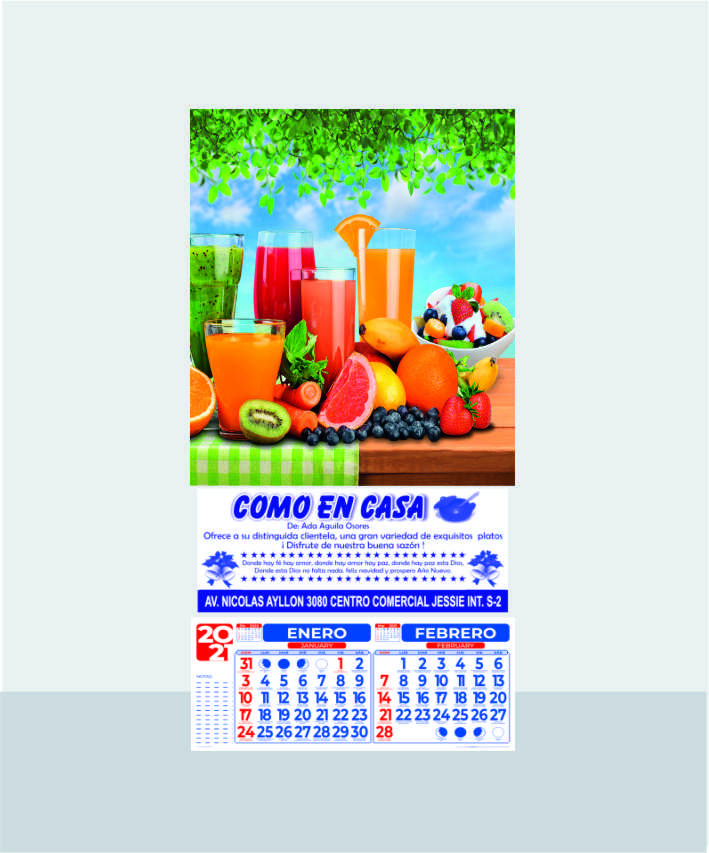 COMO EN CASA
De: Ada Aguila Osores
Ofrece a su distinguida clientela, una gran variedad de exquisitos platos
¡ Disfrute de nuestra buena sazón !
Donde hay fé hay amor, donde hay amor hay paz, donde hay paz esta Dios,
Donde esta Dios no falta nada. feliz navidad y prospero Año Nuevo.
AV. NICOLAS AYLLON 3080 CENTRO COMERCIAL JESSIE INT. S-2
20
21
NOTAS
ENERO
JANUARY
31 1 2
3 4 5 6 7 8 9
10 11 12 13 14 15 16
17 18 19 20 21 22 23
24 25 26 27 28 29 30
FEBRERO
FEBRUARY
1 2 3 4 5 6
7 8 9 10 11 12 13
14 15 16 17 18 19 20
21 22 23 24 25 26 27
28